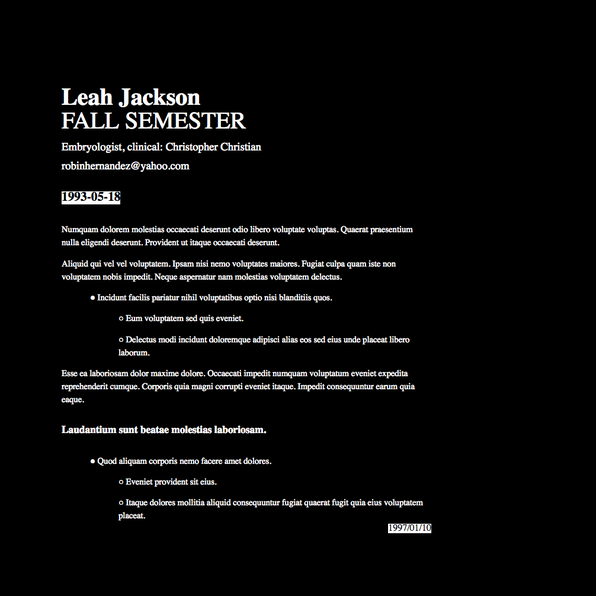 Leah Jackson
FALL SEMESTER
Embryologist, clinical: Christopher Christian
robinhernandez@yahoo.com
1993-05-18
Numquam dolorem molestias occaecati deserunt odio libero voluptate voluptas. Quaerat praesentium
nulla eligendi deserunt. Provident ut itaque occaecati deserunt.
Aliquid qui vel vel voluptatem. Ipsam nisi nemo voluptates maiores. Fugiat culpa quam iste non
voluptatem nobis impedit. Neque aspernatur nam molestias voluptatem delectus.
● Incidunt facilis pariatur nihil voluptatibus optio nisi blanditiis quos.
○ Eum voluptatem sed quis eveniet.
○ Delectus modi incidunt doloremque adipisci alias eos sed eius unde placeat libero
laborum.
Esse ea laboriosam dolor maxime dolore. Occaecati impedit numquam voluptatum eveniet expedita
reprehenderit cumque. Corporis quia magni corrupti eveniet itaque. Impedit consequuntur earum quia
eaque.
Laudantium sunt beatae molestias laboriosam.
● Quod aliquam corporis nemo facere amet dolores.
○ Eveniet provident sit eius.
○ Itaque dolores mollitia aliquid consequuntur fugiat quaerat fugit quia eius voluptatem
placeat.
1997/01/10